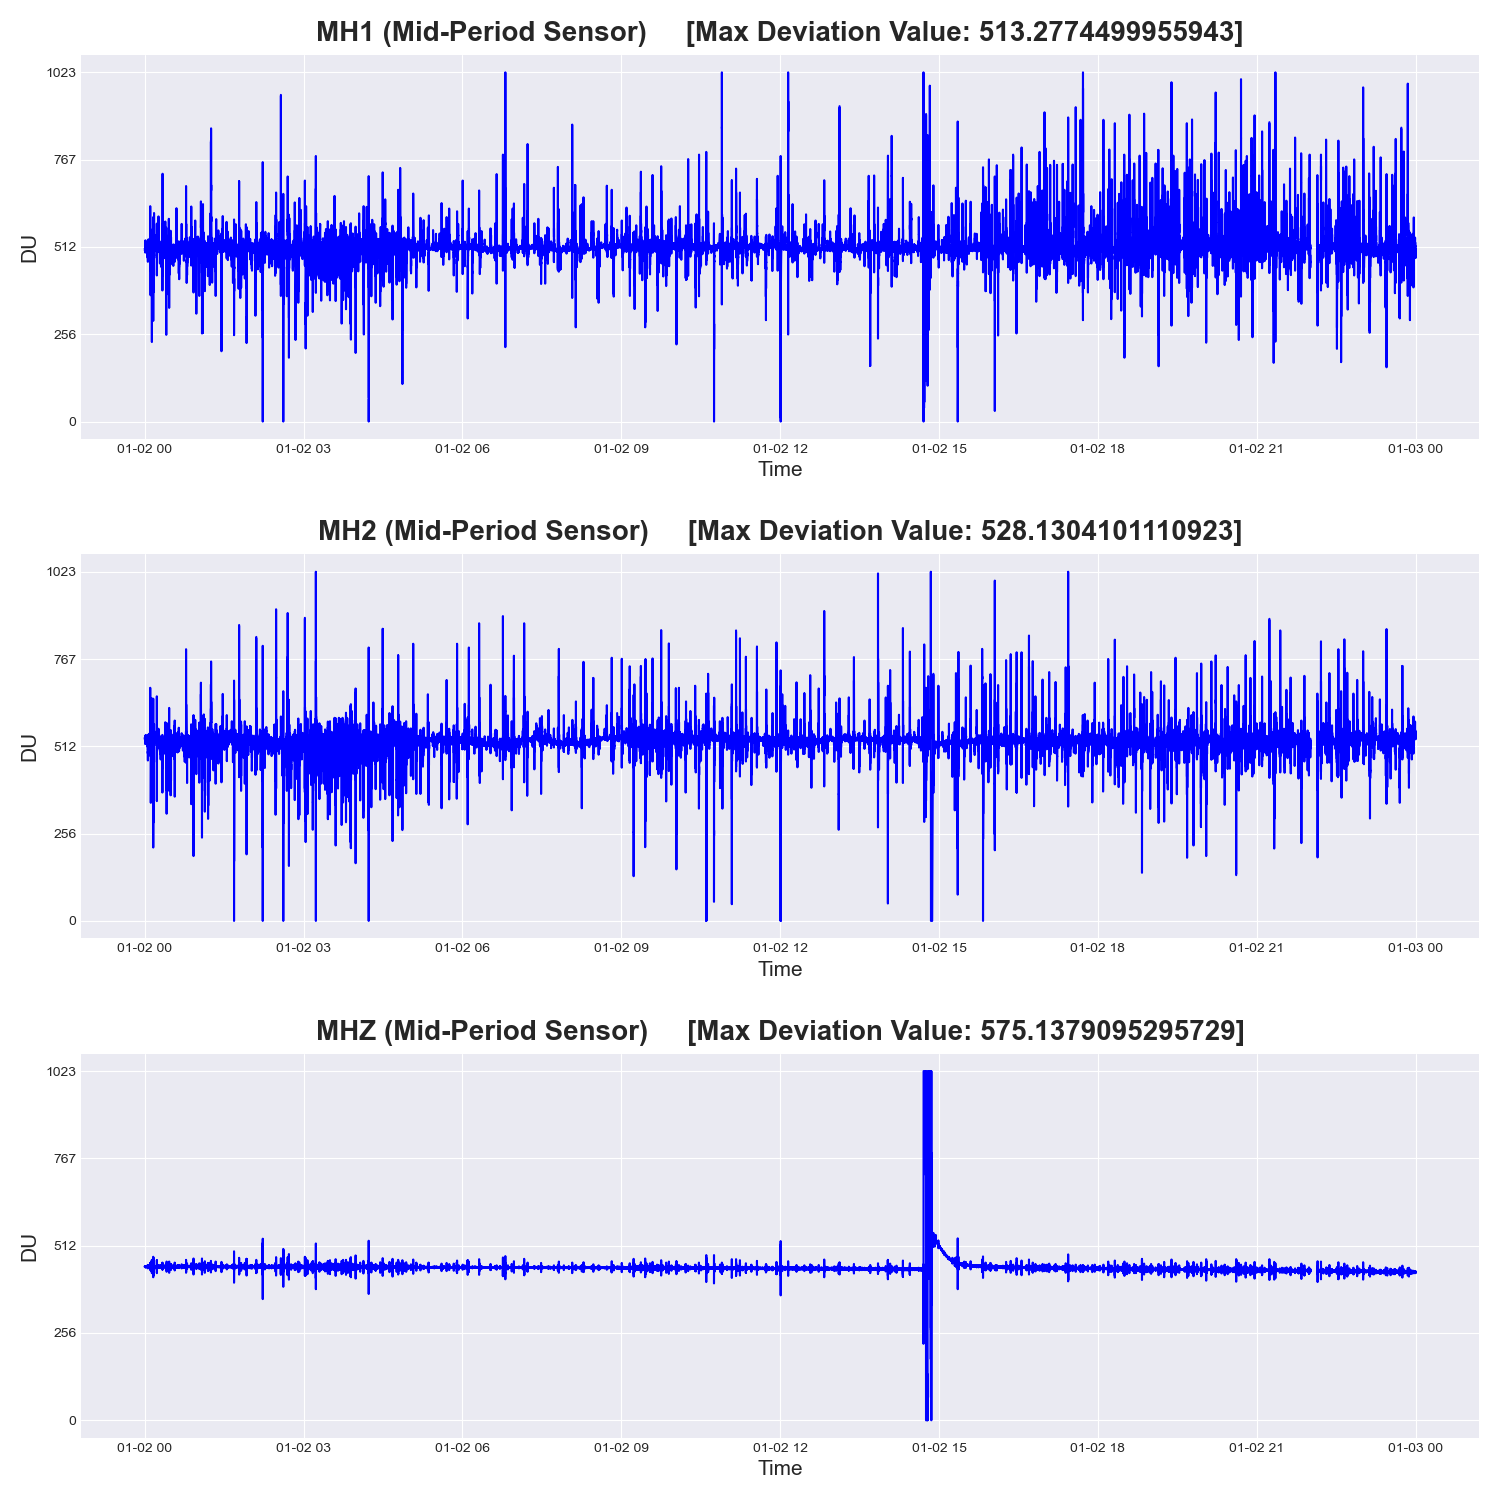 MH1 (Mid-Period Sensor) [Max Deviation Value: 513.2774499955943]
1023
767
512
256
0
DU
01-02 00 01-02 03 01-02 06 01-02 09 01-02 12 01-02 15 01-02 18 01-02 21 01-03 00
Time
MH2 (Mid-Period Sensor) [Max Deviation Value: 528.1304101110923]
1023
767
512
256
0
DU
01-02 00 01-02 03 01-02 06 01-02 09 01-02 12 01-02 15 01-02 18 01-02 21 01-03 00
Time
MHZ (Mid-Period Sensor) [Max Deviation Value: 575.1379095295729]
1023
767
512
256
0
DU
01-02 00 01-02 03 01-02 06 01-02 09 01-02 12 01-02 15 01-02 18 01-02 21 01-03 00
Time